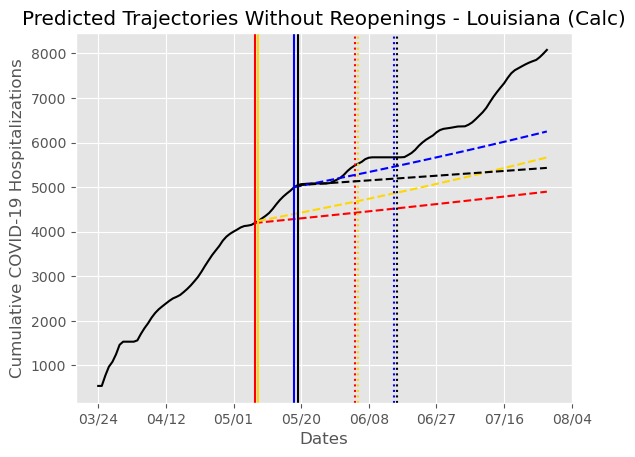 Predicted Trajectories Without Reopenings - Louisiana (Calc)
Cumulative COVID-19 Hospitalizations
8000
7000
6000
5000
4000
3000
2000
1000
03/24 04/12 05/01 05/20 06/08 06/27 07/16 08/04
Dates